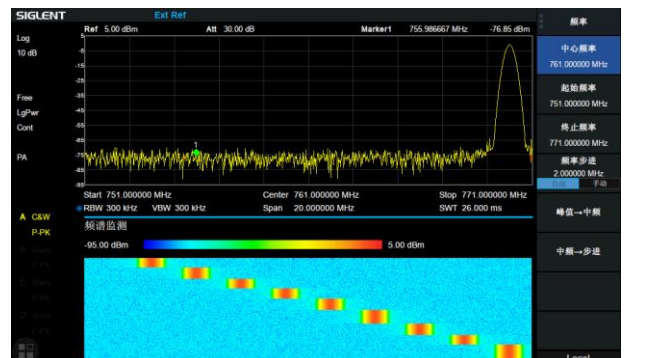 SIGLENT Ext Ref
Log Ref 5.00 dBm Att 30.00 dB Marker1 755.986667 MHz -76.85 dBm
10 dB
5
-5
-15
-25
-35
-45
-55
-65
-75
-85
-95
Free
LgPwr
Cont
PA
1
Start 751.000000 MHz Center 761.000000 MHz Stop 771.000000 MHz
RBW 300 kHz VBW 300 kHz Span 20.000000 MHz SWT 26.000 ms
A C&W
P-PK
频谱监测
-95.00 dBm 5.00 dBm
频率
中心频率
761.000000 MHz
起始频率
751.000000 MHz
终止频率
771.000000 MHz
频率步进
2.000000 MHz
自动 手动
峰值→中频
中频→步进
Local